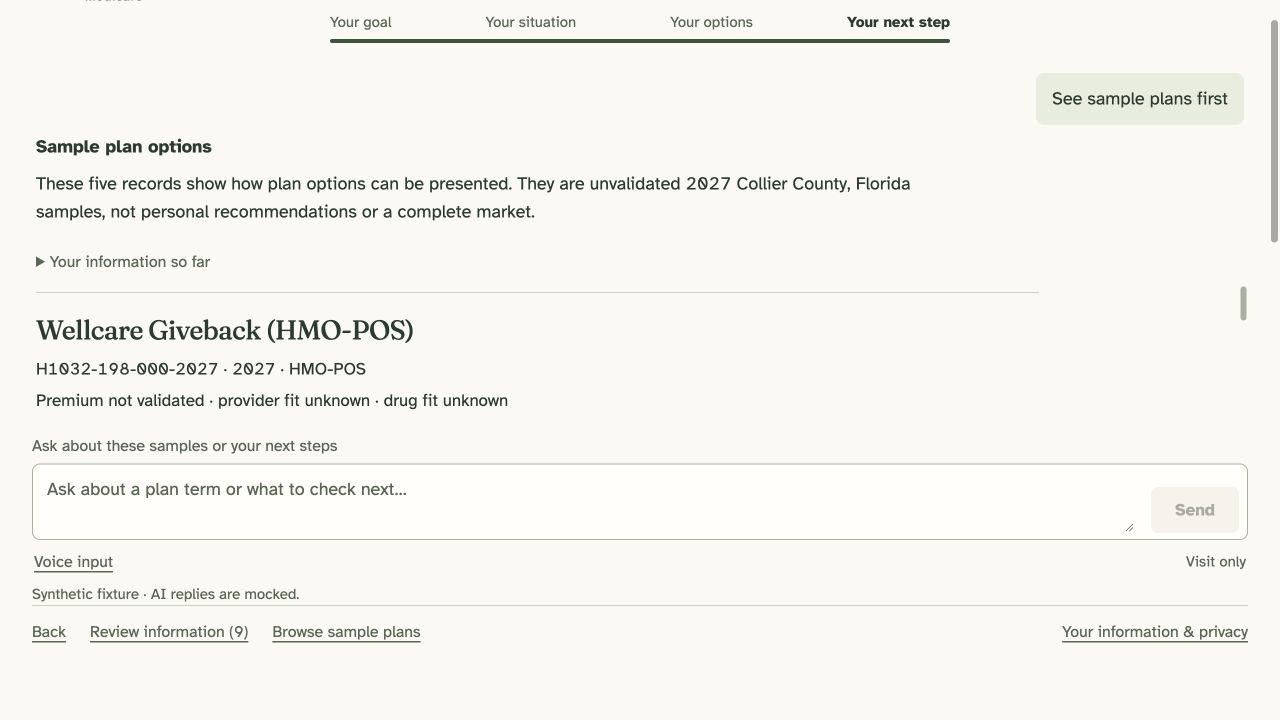 Your goal
Your situation
Your options
Your next step
See sample plans first
Sample plan options
These five records show how plan options can be presented. They are unvalidated 2027 Collier County, Florida
samples, not personal recommendations or a complete market.
Your information so far
Wellcare Giveback (HMO-POS)
H1032-198-000-2027 · 2027 · HMO-POS
Premium not validated · provider fit unknown · drug fit unknown
Ask about these samples or your next steps
Ask about a plan term or what to check next...
Send
Voice input
Visit only
Synthetic fixture · AI replies are mocked.
Back
Review information (9)
Browse sample plans
Your information & privacy